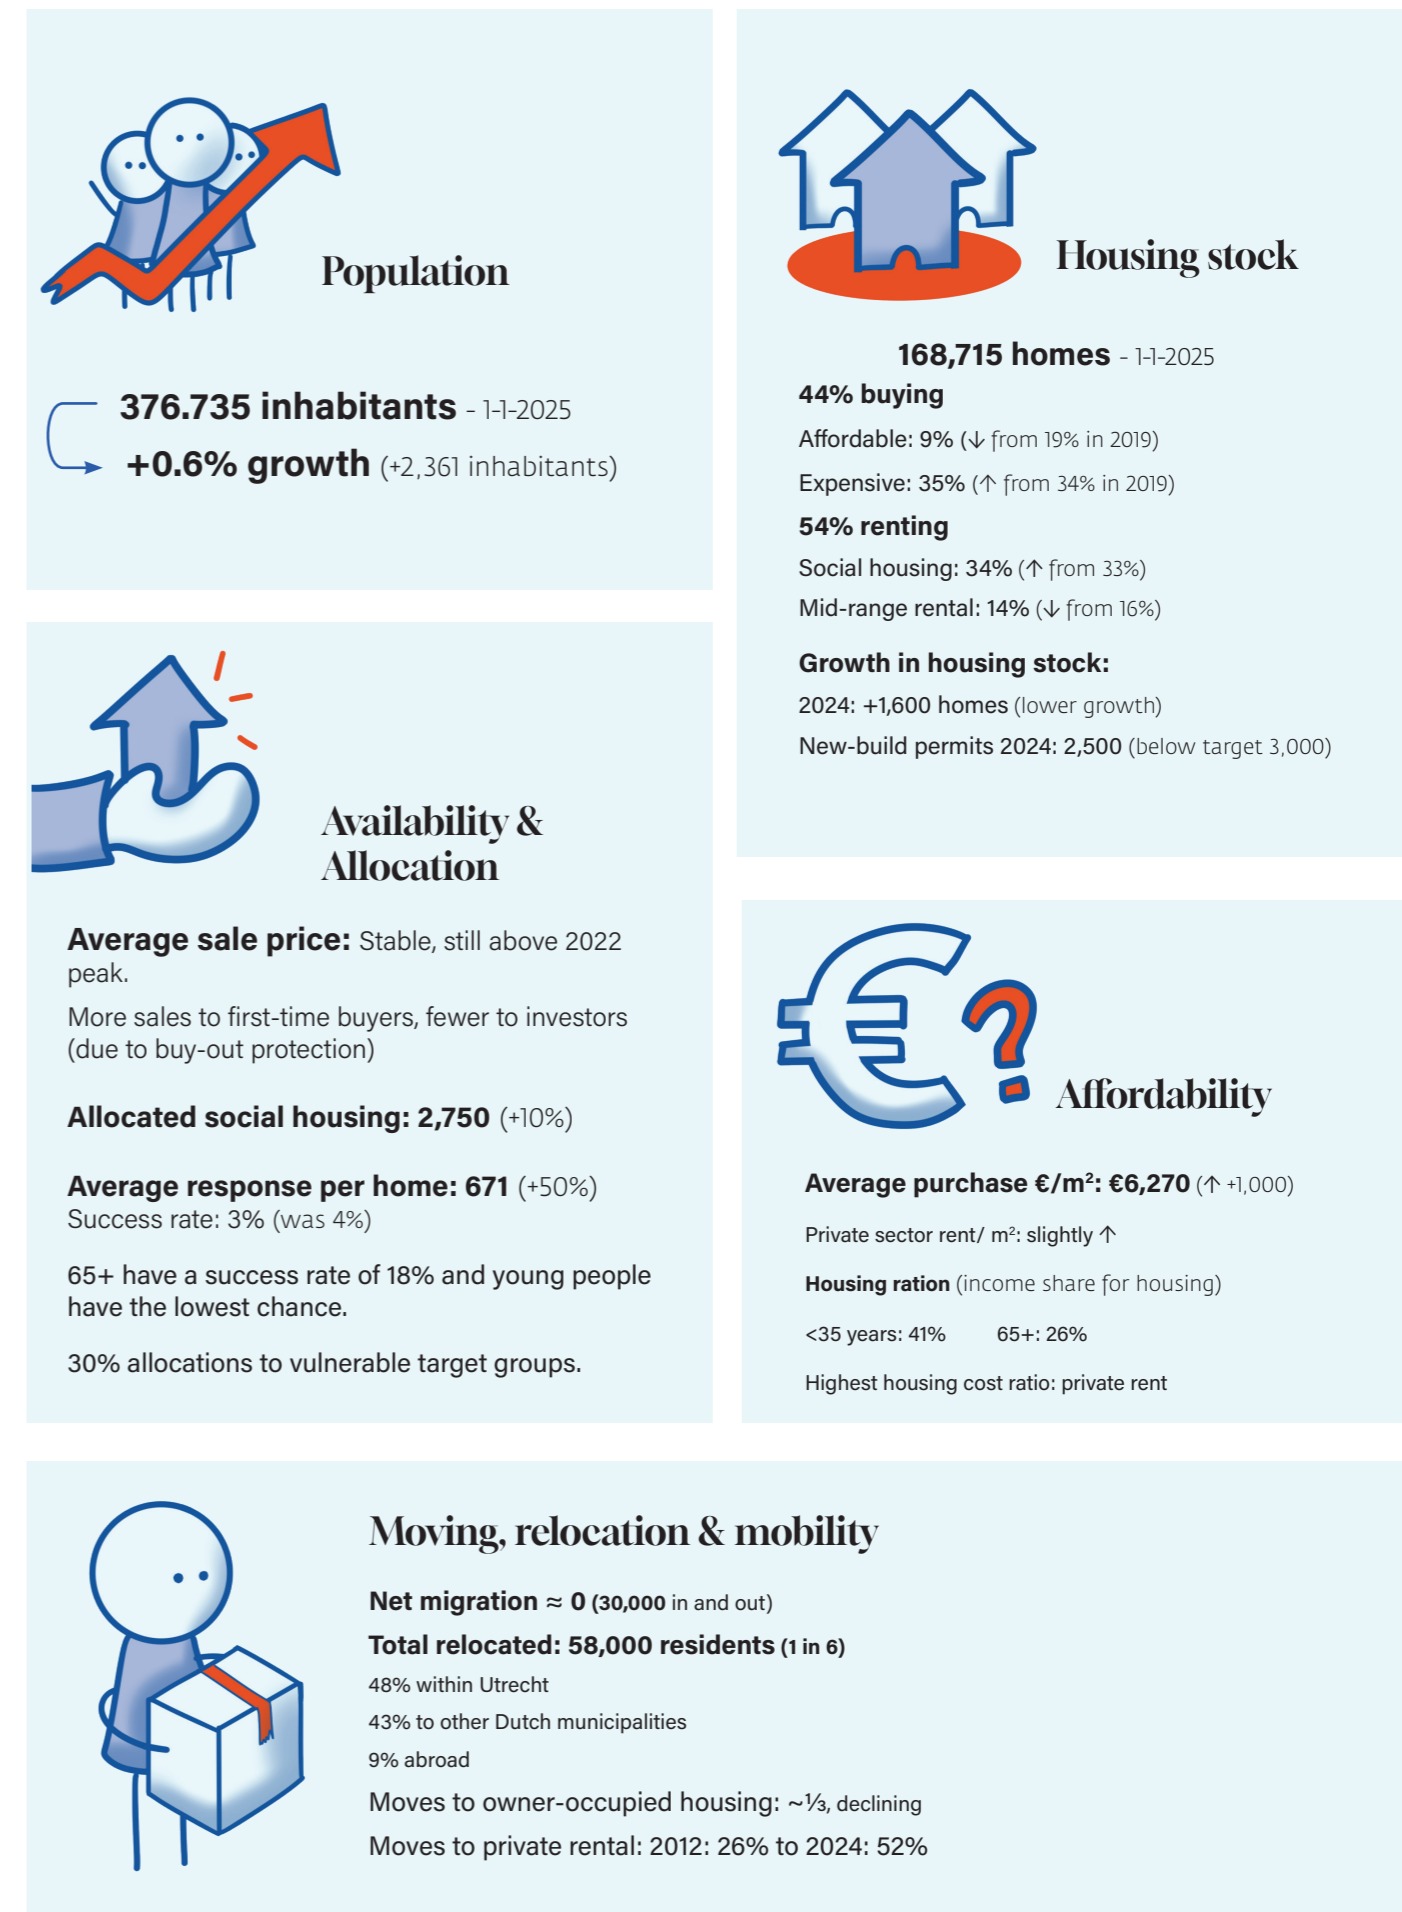 Population
376.735 inhabitants - 1-1-2025
+0.6% growth (+2,361 inhabitants)
Housing stock
168,715 homes - 1-1-2025
44% buying
Affordable: 9% (↓ from 19% in 2019)
Expensive: 35% (↑ from 34% in 2019)
54% renting
Social housing: 34% (↑ from 33%)
Mid-range rental: 14% (↓ from 16%)
Growth in housing stock:
2024: +1,600 homes (lower growth)
New-build permits 2024: 2,500 (below target 3,000)
Availability &
Allocation
Average sale price: Stable, still above 2022
peak.
More sales to first-time buyers, fewer to investors
(due to buy-out protection)
Allocated social housing: 2,750 (+10%)
Average response per home: 671 (+50%)
Success rate: 3% (was 4%)
65+ have a success rate of 18% and young people
have the lowest chance.
30% allocations to vulnerable target groups.
€?
Affordability
Average purchase €/m²: €6,270 (↑ +1,000)
Private sector rent/ m²: slightly ↑
Housing ration (income share for housing)
<35 years: 41% 65+: 26%
Highest housing cost ratio: private rent
Moving, relocation & mobility
Net migration ≈ 0 (30,000 in and out)
Total relocated: 58,000 residents (1 in 6)
48% within Utrecht
43% to other Dutch municipalities
9% abroad
Moves to owner-occupied housing: ~⅓, declining
Moves to private rental: 2012: 26% to 2024: 52%